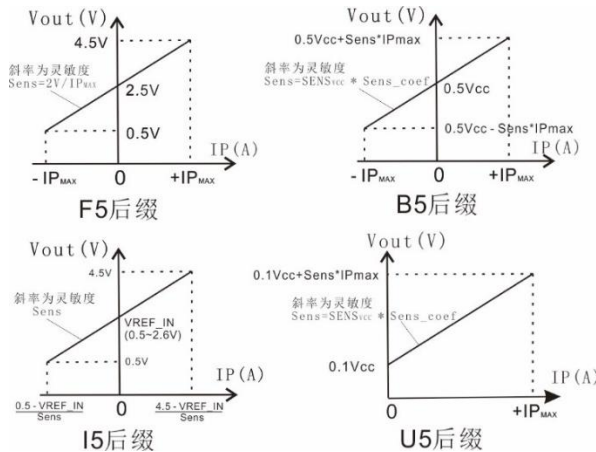 Vout(V)
4.5V
斜率为灵敏度
Sens=2V/IPMAX
2.5V
0.5V
IP(A)
- IPMAX
0
+IPMAX
F5后缀
Vout(V)
0.5Vcc+Sens*IPmax
斜率为灵敏度
Sens=SENSvcc * Sens_coef
0.5Vcc
0.5Vcc - Sens*IPmax
IP(A)
- IPMAX
0
+IPMAX
B5后缀
Vout(V)
4.5V
斜率为灵敏度
Sens
VREF_IN
(0.5~2.6V)
0.5V
IP(A)
0.5 - VREF_IN
Sens
0
4.5 - VREF_IN
Sens
I5后缀
Vout(V)
0.1Vcc+Sens*IPmax
斜率为灵敏度
Sens=SENSvcc * Sens_coef
0.1Vcc
IP(A)
0
+IPMAX
U5后缀